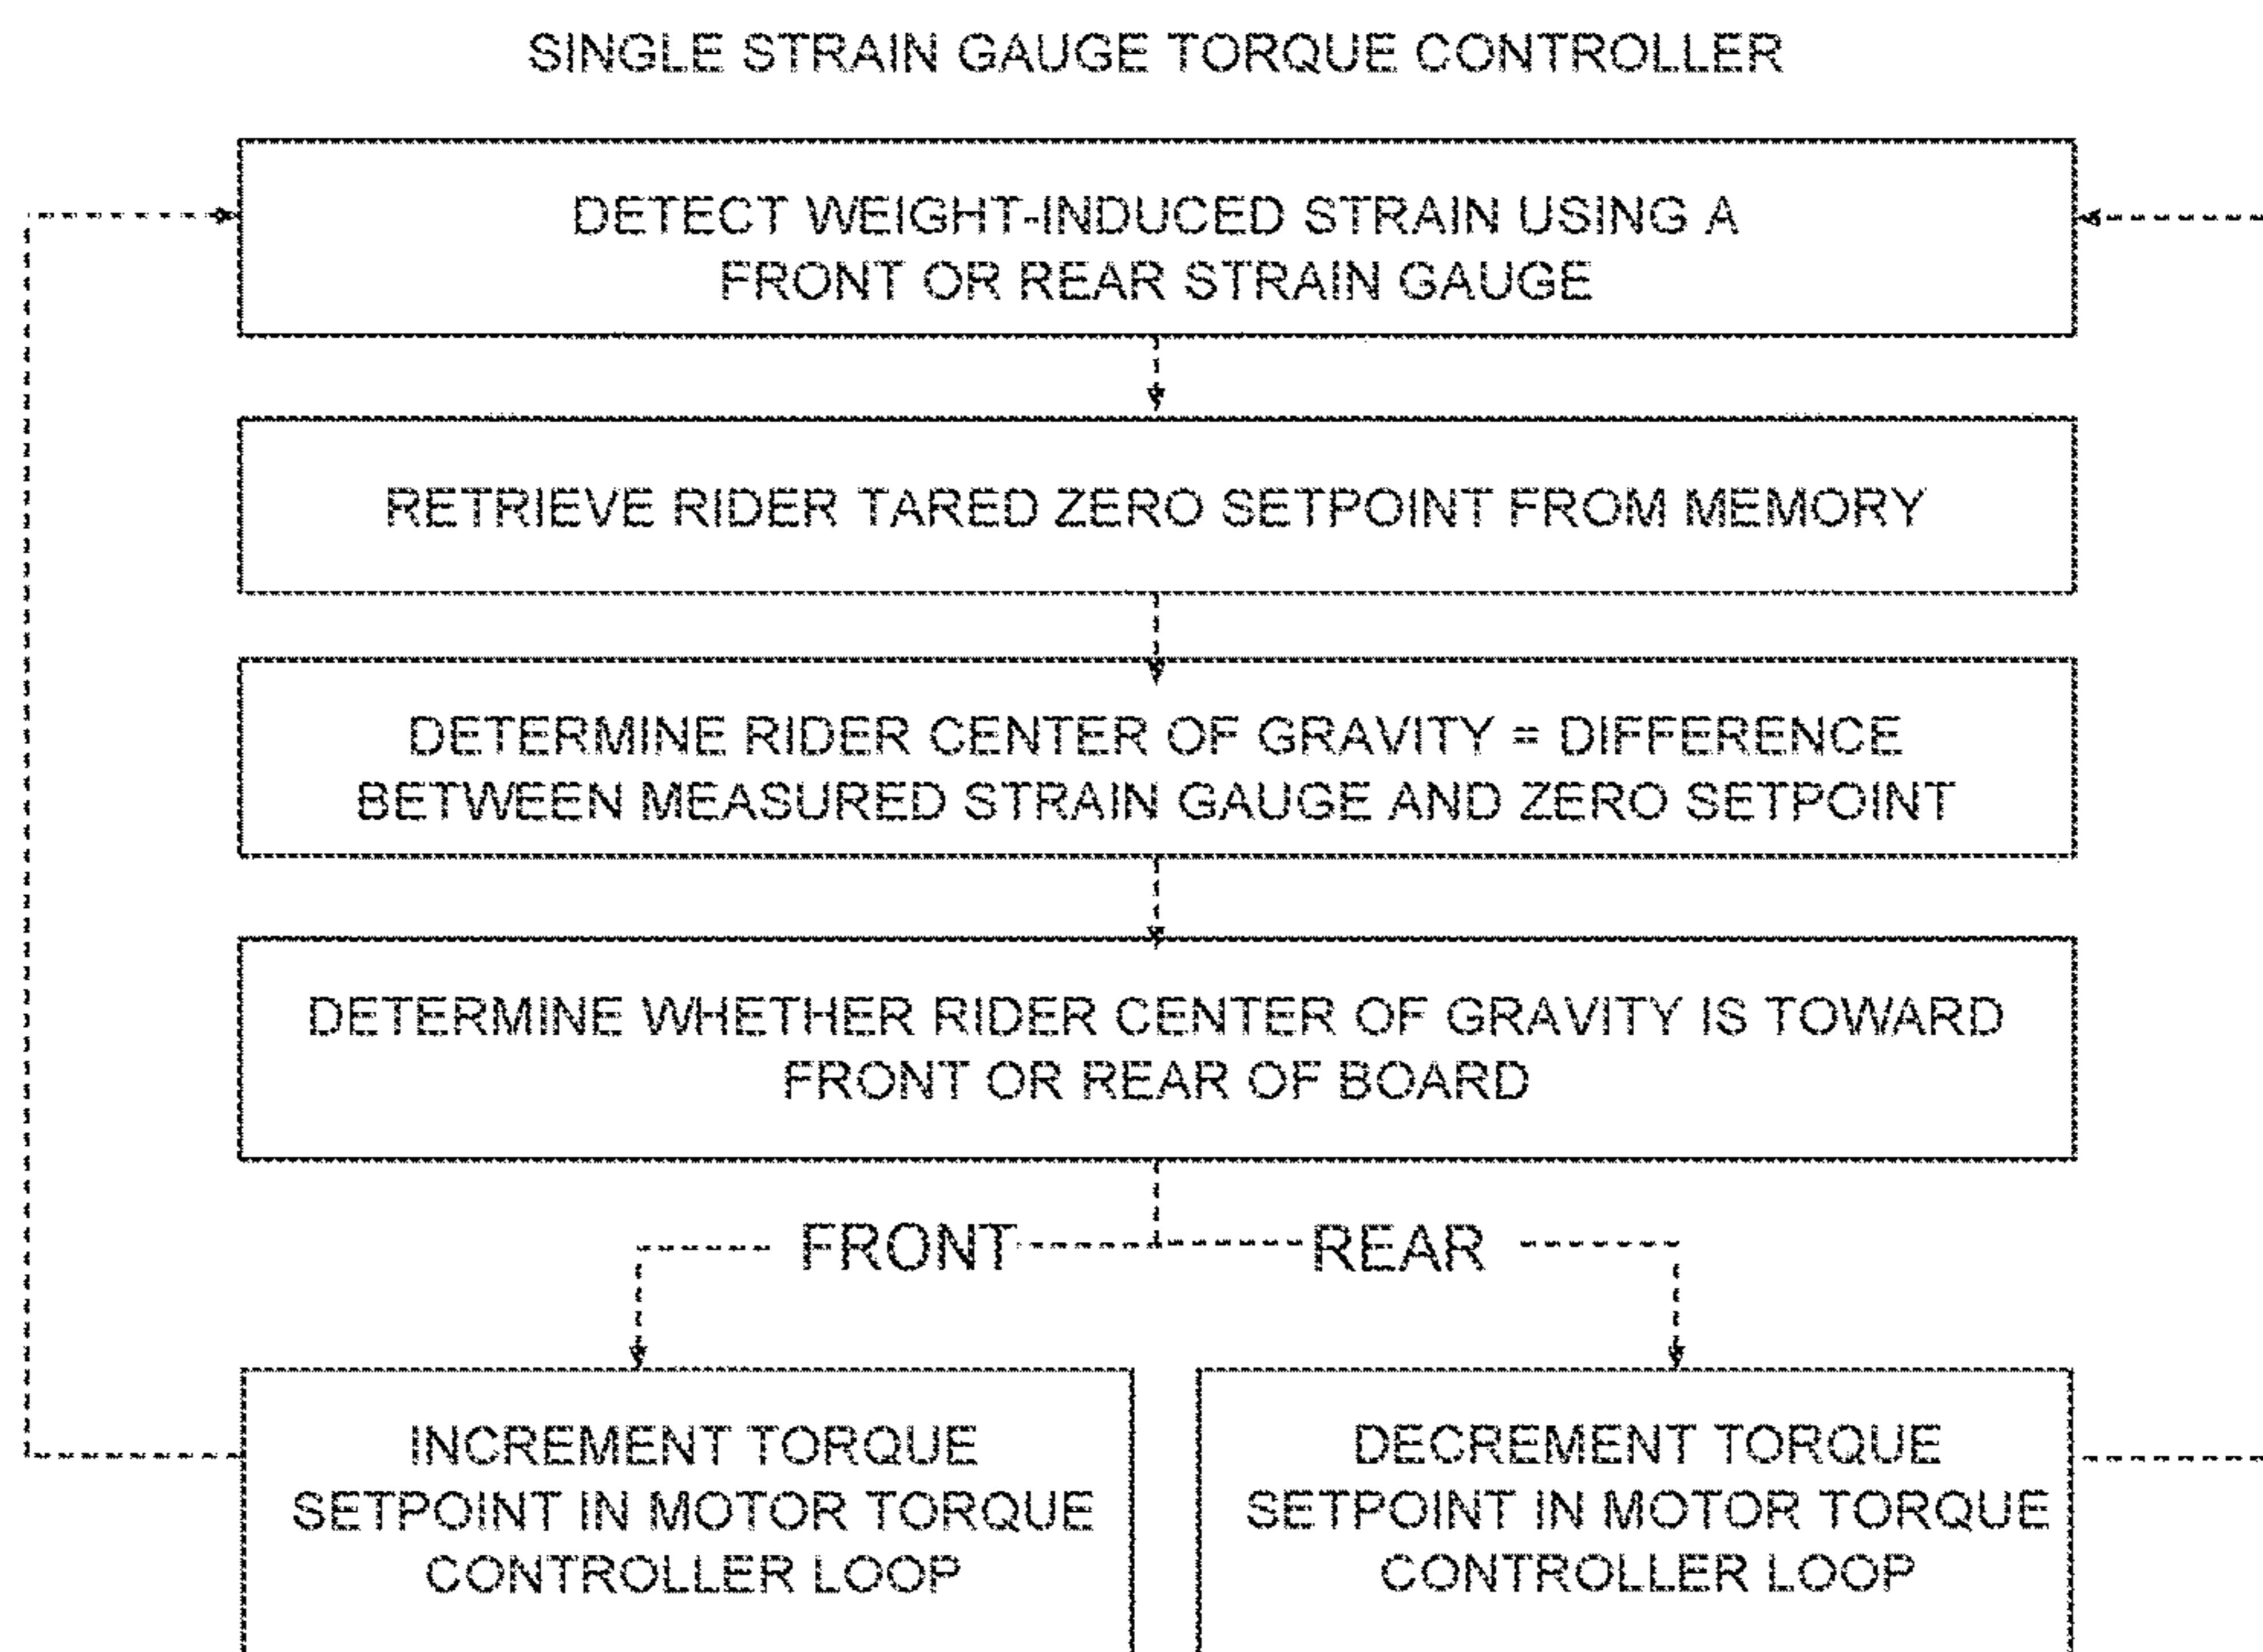 SINGLE STRAIN GAUGE TORQUE CONTROLLER
DETECT WEIGHT-INDUCED STRAIN USING A
FRONT OR REAR STRAIN GAUGE
RETRIEVE RIDER TARED ZERO SETPOINT FROM MEMORY
DETERMINE RIDER CENTER OF GRAVITY = DIFFERENCE
BETWEEN MEASURED STRAIN GAUGE AND ZERO SETPOINT
DETERMINE WHETHER RIDER CENTER OF GRAVITY IS TOWARD
FRONT OR REAR OF BOARD
FRONT
REAR
INCREMENT TORQUE
SETPOINT IN MOTOR TORQUE
CONTROLLER LOOP
DECREMENT TORQUE
SETPOINT IN MOTOR TORQUE
CONTROLLER LOOP